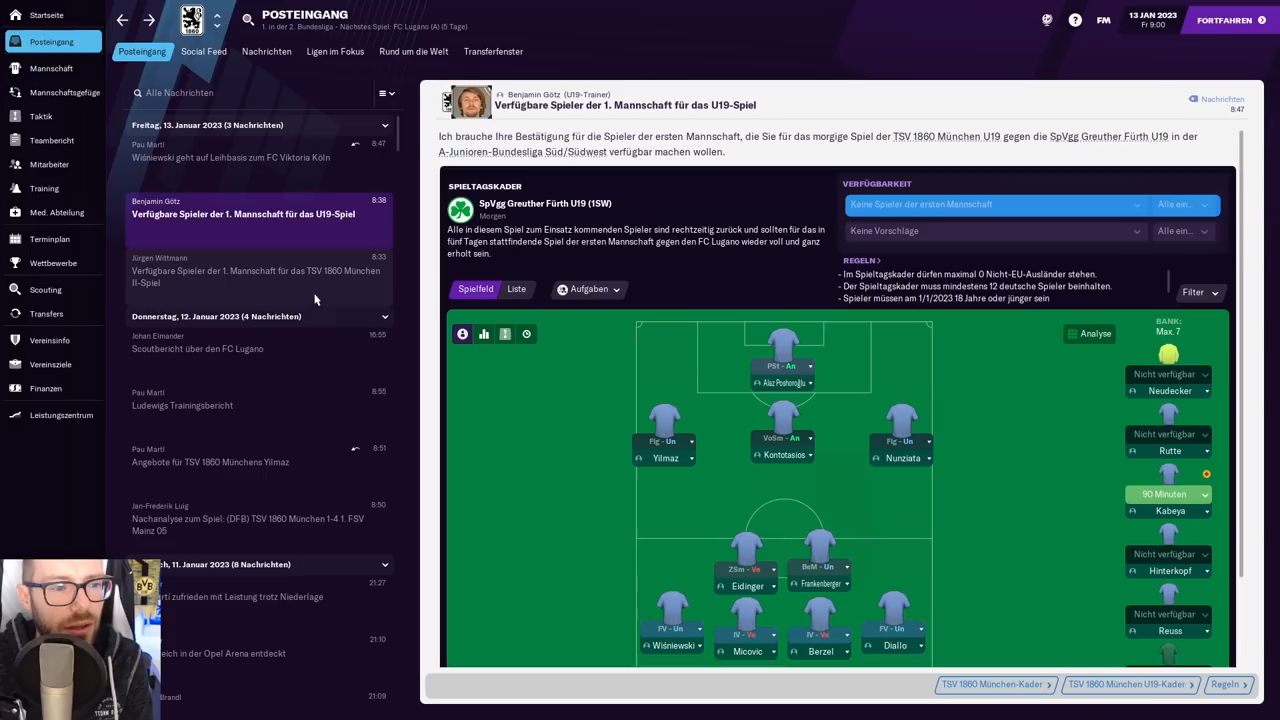 Startseite
Posteingang
Mannschaft
Mannschaftsgefüge
Taktik
Teambericht
Mitarbeiter
Training
Med. Abteilung
Terminplan
Wettbewerbe
Scouting
Transfers
Vereinsinfo
Vereinsziele
Finanzen
Leistungszentrum
POSTEINGANG
1. in der 2. Bundesliga - Nächstes Spiel: FC Lugano (A) (5 Tage)
FM
13 JAN 2023
Fr 9:00
FORTFAHREN
Posteingang
Social Feed
Nachrichten
Ligen im Fokus
Rund um die Welt
Transferfenster
Alle Nachrichten
Freitag, 13. Januar 2023 (3 Nachrichten)
Pau Martí 8:47
Wiśniewski geht auf Leihbasis zum FC Viktoria Köln
Benjamin Götz 8:38
Verfügbare Spieler der 1. Mannschaft für das U19-Spiel
Jürgen Wittmann 8:33
Verfügbare Spieler der 1. Mannschaft für das TSV 1860 München
II-Spiel
Donnerstag, 12. Januar 2023 (4 Nachrichten)
Johan Eimander 16:55
Scoutbericht über den FC Lugano
Pau Martí 8:55
Ludewigs Trainingsbericht
Pau Martí 8:51
Angebote für TSV 1860 Münchens Yilmaz
Jan-Frederik Luig 8:50
Nachanalyse zum Spiel: (DFB) TSV 1860 München 1-4 1. FSV
Mainz 05
ch, 11. Januar 2023 (8 Nachrichten)
21:27
rtí zufrieden mit Leistung trotz Niederlage
21:10
reich in der Opel Arena entdeckt
Brandl 21:09
Benjamin Götz (U19-Trainer)
Verfügbare Spieler der 1. Mannschaft für das U19-Spiel
Nachrichten
8:47
Ich brauche Ihre Bestätigung für die Spieler der ersten Mannschaft, die Sie für das morgige Spiel der TSV 1860 München U19 gegen die SpVgg Greuther Fürth U19 in der
A-Junioren-Bundesliga Süd/Südwest verfügbar machen wollen.
SPIELTAGSKADER
SpVgg Greuther Fürth U19 (1SW)
Morgen
Alle in diesem Spiel zum Einsatz kommenden Spieler sind rechtzeitig zurück und sollten für das in
fünf Tagen stattfindende Spiel der ersten Mannschaft gegen den FC Lugano wieder voll und ganz
erholt sein.
VERFÜGBARKEIT
Keine Spieler der ersten Mannschaft
Alle ein...
Keine Vorschläge
Alle ein...
REGELN
- Im Spieltagskader dürfen maximal 0 Nicht-EU-Ausländer stehen.
- Der Spieltagskader muss mindestens 12 deutsche Spieler beinhalten.
- Spieler müssen am 1/1/2023 18 Jahre oder jünger sein
Spielfeld
Liste
Aufgaben
Filter
Analyse
PSt - An
Alaz Poshoroğlu
Flg - Un
Yilmaz
VoSm - An
Kontotasios
Flg - Un
Nunziata
ZSm - Ve
Eidinger
BeM - Un
Frankenberger
FV - Un
Wiśniewski
IV - Ve
Micovic
IV - Ve
Berzel
FV - Un
Diallo
BANK:
Max. 7
Nicht verfügbar
Neudecker
Nicht verfügbar
Rutte
90 Minuten
Kabeya
Nicht verfügbar
Hinterkopf
Nicht verfügbar
Reuss
TSV 1860 München-Kader
TSV 1860 München U19-Kader
Regeln